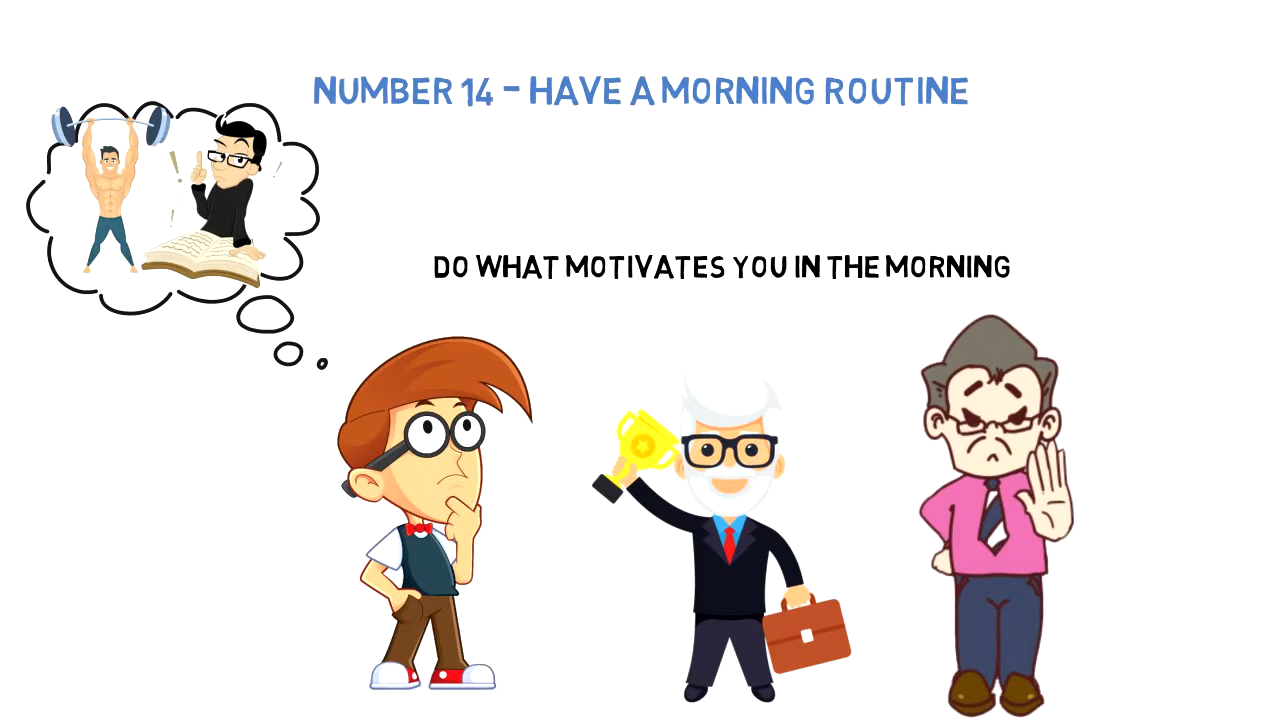 NUMBER 14 - HAVE A MORNING ROUTINE
DO WHAT MOTIVATES YOU IN THE MORNING